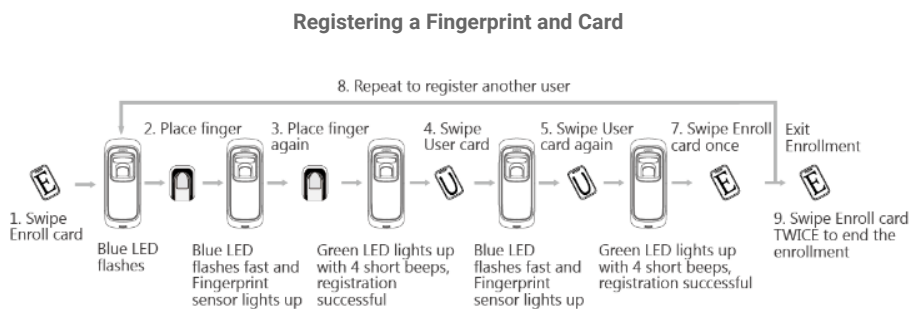 Registering a Fingerprint and Card
8. Repeat to register another user
2. Place finger
3. Place finger
again
4. Swipe
User card
5. Swipe User
card again
7. Swipe Enroll
card once
Exit
Enrollment
E
U
U
E
E
1. Swipe
Enroll card
Blue LED
flashes
Blue LED
flashes fast and
Fingerprint
sensor lights up
Green LED lights up
with 4 short beeps,
registration
successful
Blue LED
flashes fast and
Fingerprint
sensor lights up
Green LED lights up
with 4 short beeps,
registration successful
9. Swipe Enroll card
TWICE to end the
enrollment